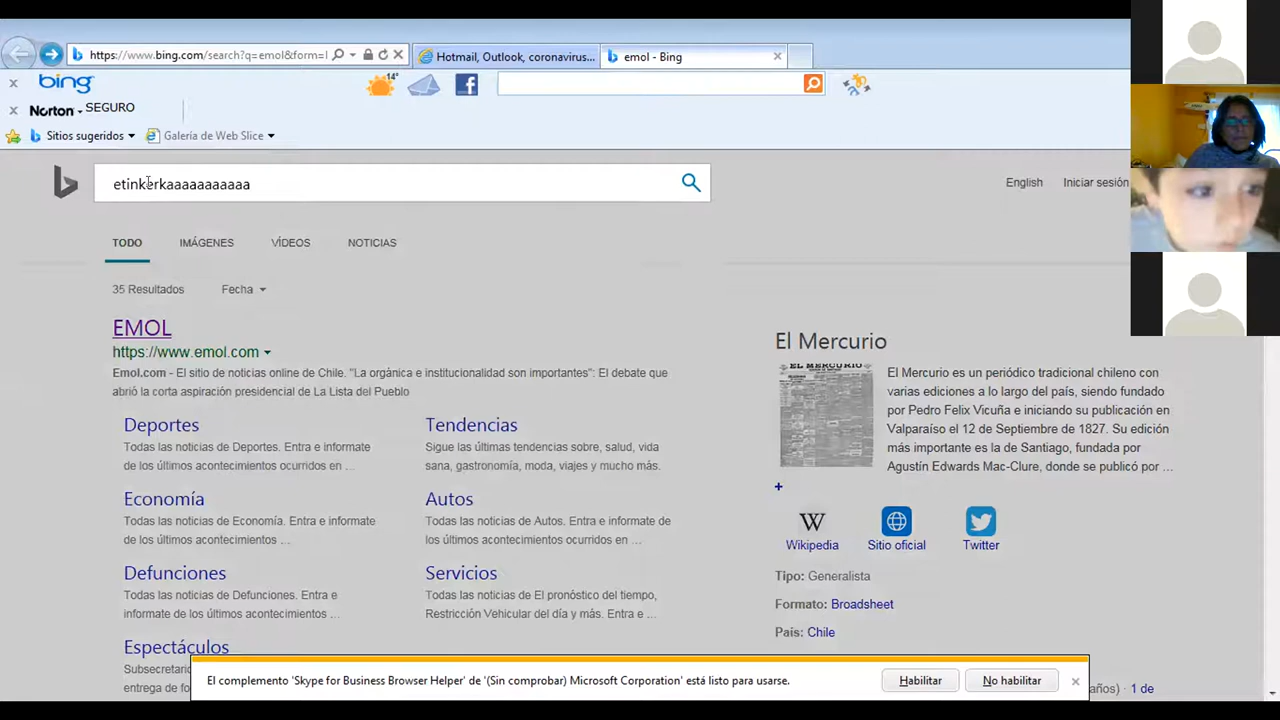 https://www.bing.com/search?q=emol&form=l
Hotmail, Outlook, coronavirus...
emol - Bing
bing
14°
Norton SEGURO
Sitios sugeridos
Galería de Web Slice
etinkerkaaaaaaaaaaa
English
Iniciar sesión
TODO
IMÁGENES
VÍDEOS
NOTICIAS
35 Resultados
Fecha
EMOL
https://www.emol.com
Emol.com - El sitio de noticias online de Chile. "La orgánica e institucionalidad son importantes": El debate que
abrió la corta aspiración presidencial de La Lista del Pueblo
Deportes
Todas las noticias de Deportes. Entra e informate
de los últimos acontecimientos ocurridos en ...
Tendencias
Sigue las últimas tendencias sobre, salud, vida
sana, gastronomía, moda, viajes y mucho más.
Economía
Todas las noticias de Economía. Entra e informate
de los últimos acontecimientos ...
Autos
Todas las noticias de Autos. Entra e informate de
los últimos acontecimientos ocurridos en ...
Defunciones
Todas las noticias de Defunciones. Entra e
informate de los últimos acontecimientos ...
Servicios
Todas las noticias de El pronóstico del tiempo,
Restricción Vehicular del día y más. Entra e ...
Espectáculos
Subsecretario
entrega de
El Mercurio
EL MERCURIO
El Mercurio es un periódico tradicional chileno con
varias ediciones a lo largo del país, siendo fundado
por Pedro Felix Vicuña e iniciando su publicación en
Valparaíso el 12 de Septiembre de 1827. Su edición
más importante es la de Santiago, fundada por
Agustín Edwards Mac-Clure, donde se publicó por ...
Wikipedia
Sitio oficial
Twitter
Tipo: Generalista
Formato: Broadsheet
País: Chile
años) · 1 de
El complemento 'Skype for Business Browser Helper' de '(Sin comprobar) Microsoft Corporation' está listo para usarse.
Habilitar
No habilitar